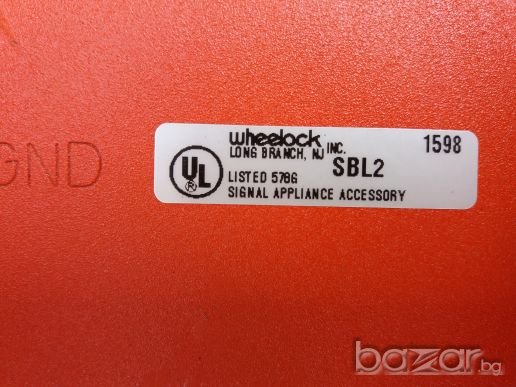 wheelock INC. 1598
LONG BRANCH, NJ
SBL2
UL
®
LISTED 578G
SIGNAL APPLIANCE ACCESSORY
GND
bazar.bg